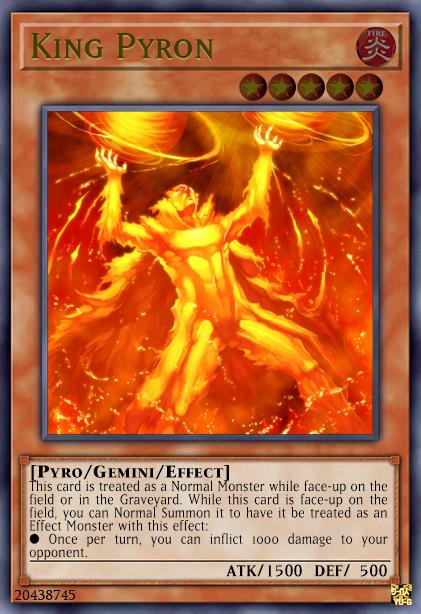 King Pyron
FIRE
炎
[Pyro/Gemini/Effect]
This card is treated as a Normal Monster while face-up on the
field or in the Graveyard. While this card is face-up on the
field, you can Normal Summon it to have it be treated as an
Effect Monster with this effect:
● Once per turn, you can inflict 1000 damage to your
opponent.
ATK/1500 DEF/ 500
20438745